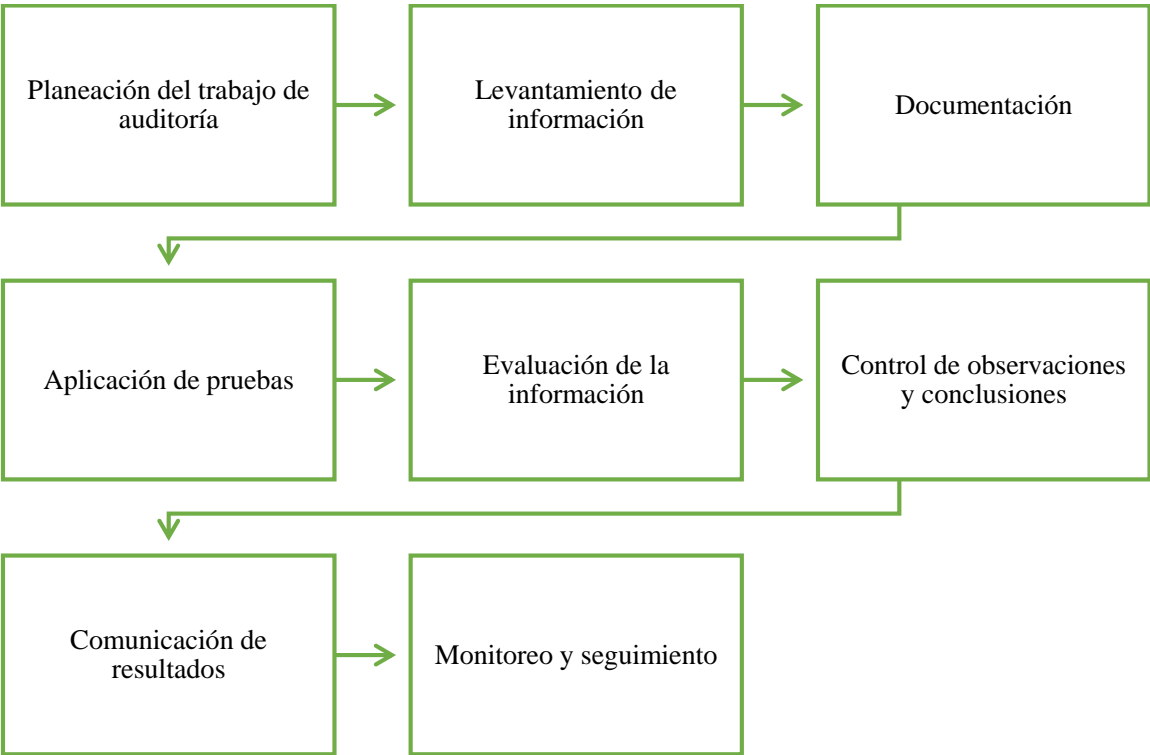 Planeación del trabajo de
auditoría
Levantamiento de
información
Documentación
Aplicación de pruebas
Evaluación de la
información
Control de observaciones
y conclusiones
Comunicación de
resultados
Monitoreo y seguimiento